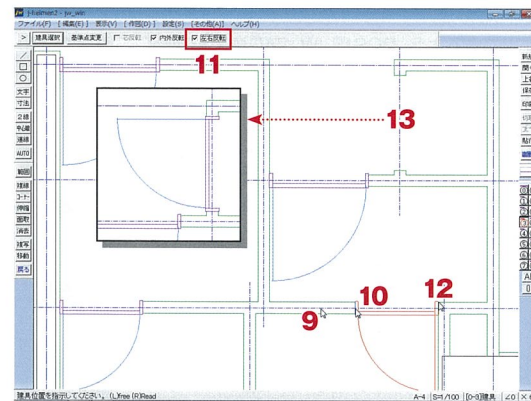 j-heimen2 - jw_win
ファイル(F) [編集(E)] 表示(V) [作図(D)] 設定(S) [その他(A)] ヘルプ(H)
> 建具選択 基準点変更 芯反転 内外反転 左右反転
11
文字
寸法
2線
中心線
連線
AUTO
範囲
複線
コーナー
伸縮
面取
消去
複写
移動
戻る
13
9
10
12
建具位置を指示してください。 (L)free (R)Read
A-4 S=1/100 [0-3]建具 ∠0